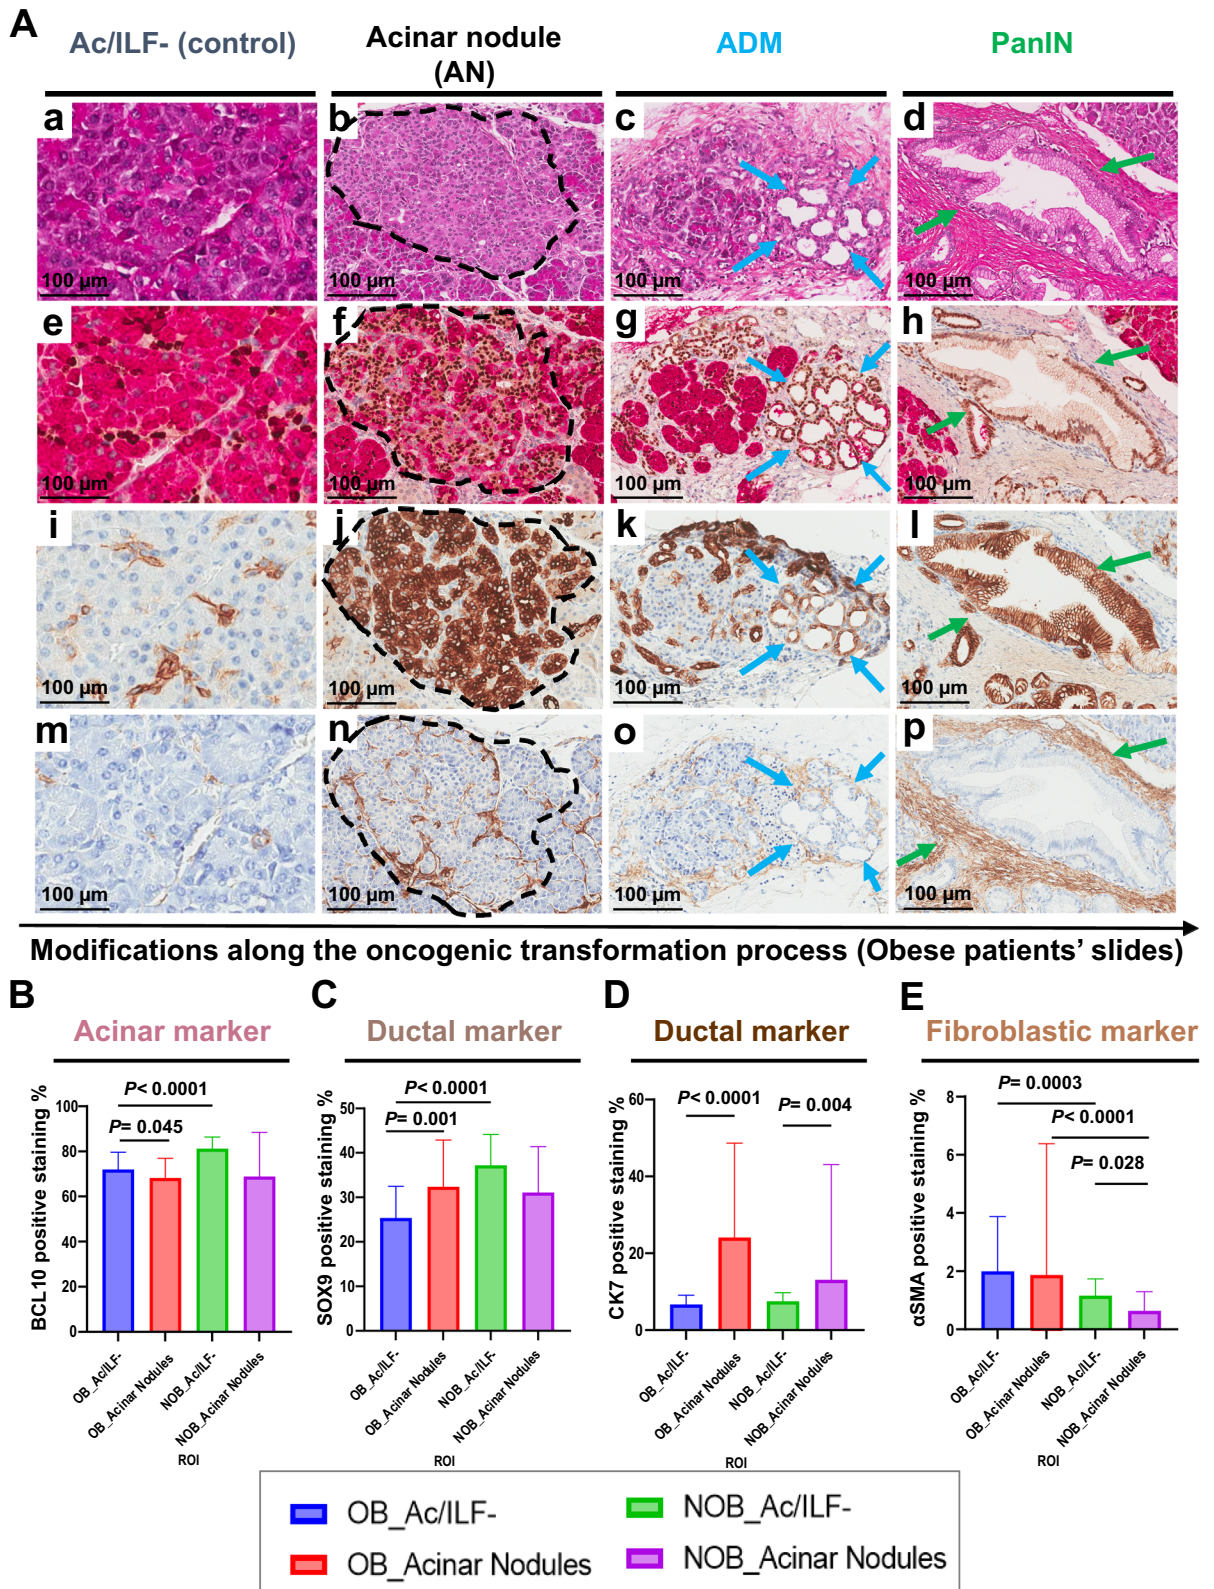 A
Ac/ILF- (control)
Acinar nodule
(AN)
ADM
PanIN
a
b
c
d
100 µm
100 µm
100 µm
100 µm
e
f
g
h
100 µm
100 µm
100 µm
100 µm
i
j
k
l
100 µm
100 µm
100 µm
100 µm
m
n
o
p
100 µm
100 µm
100 µm
100 µm
Modifications along the oncogenic transformation process (Obese patients’ slides)
B
Acinar marker
BCL10 positive staining %
100
80
60
40
20
0
P< 0.0001
P= 0.045
OB_Ac/ILF-
OB_Acinar Nodules
NOB_Ac/ILF-
NOB_Acinar Nodules
ROI
C
Ductal marker
SOX9 positive staining %
50
40
30
20
10
0
P< 0.0001
P= 0.001
OB_Ac/ILF-
OB_Acinar Nodules
NOB_Ac/ILF-
NOB_Acinar Nodules
ROI
D
Ductal marker
CK7 positive staining %
60
40
20
0
P< 0.0001
P= 0.004
OB_Ac/ILF-
OB_Acinar Nodules
NOB_Ac/ILF-
NOB_Acinar Nodules
ROI
E
Fibroblastic marker
αSMA positive staining %
8
6
4
2
0
P= 0.0003
P< 0.0001
P= 0.028
OB_Ac/ILF-
OB_Acinar Nodules
NOB_Ac/ILF-
NOB_Acinar Nodules
ROI
OB_Ac/ILF-
NOB_Ac/ILF-
OB_Acinar Nodules
NOB_Acinar Nodules